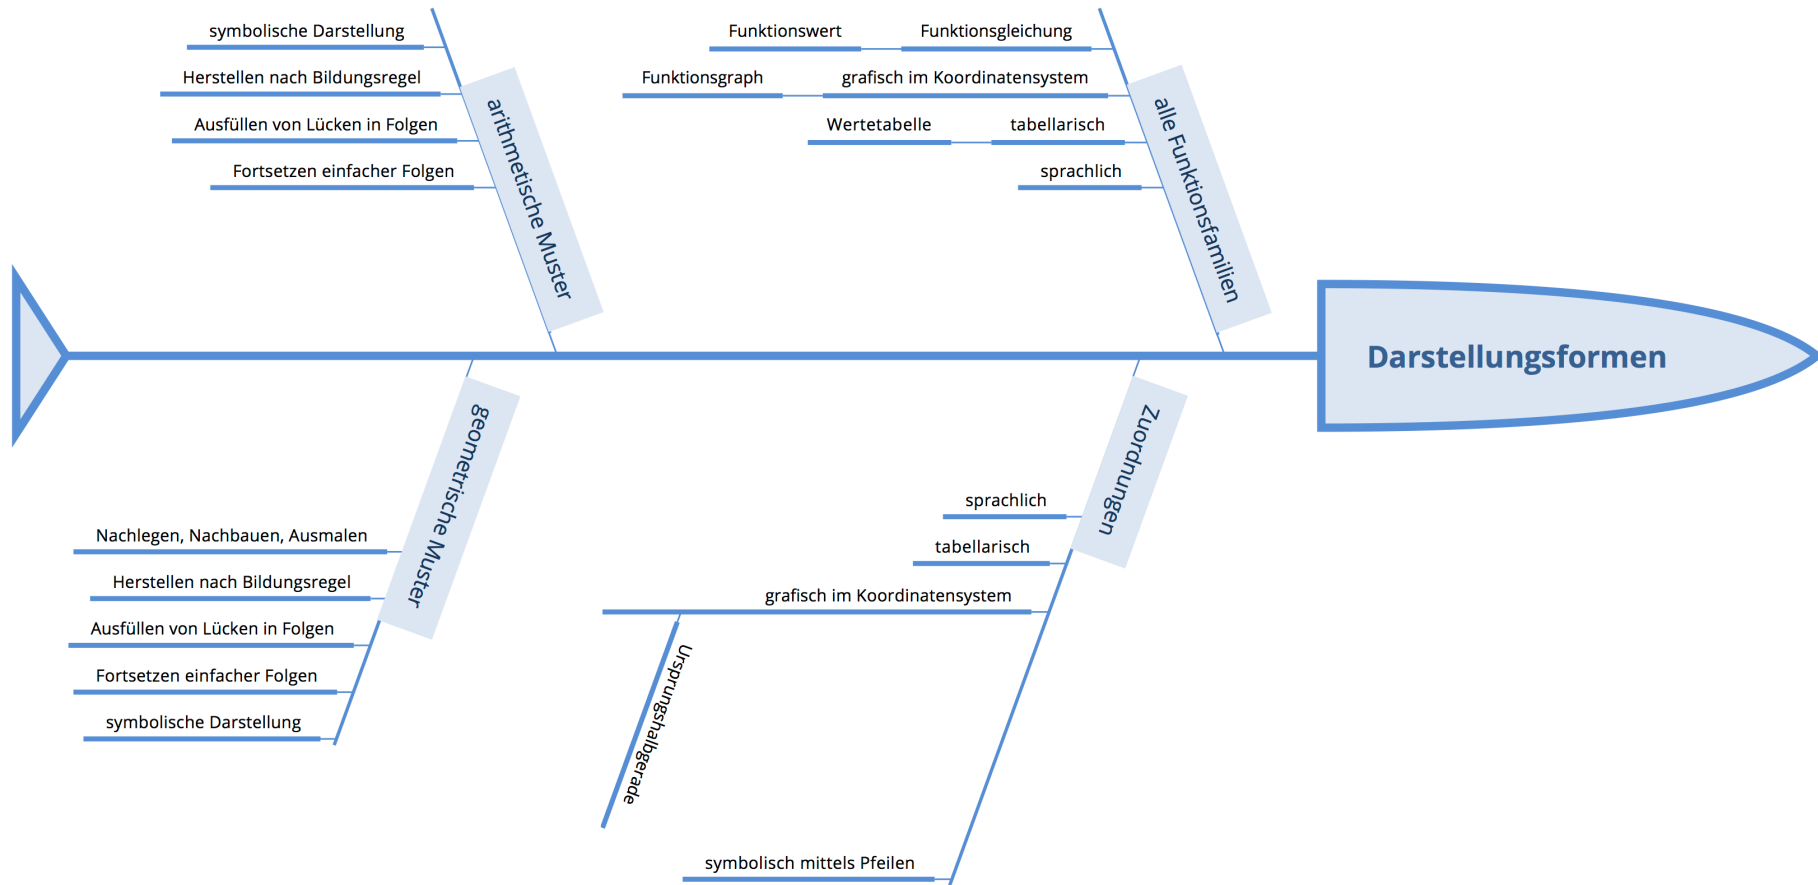 symbolische Darstellung
Herstellen nach Bildungsregel
Ausfüllen von Lücken in Folgen
Fortsetzen einfacher Folgen
arithmetische Muster
Funktionswert
Funktionsgleichung
Funktionsgraph
grafisch im Koordinatensystem
Wertetabelle
tabellarisch
sprachlich
alle Funktionsfamilien
Darstellungsformen
geometrische Muster
Nachlegen, Nachbauen, Ausmalen
Herstellen nach Bildungsregel
Ausfüllen von Lücken in Folgen
Fortsetzen einfacher Folgen
symbolische Darstellung
Zuordnungen
sprachlich
tabellarisch
grafisch im Koordinatensystem
Ursprungshalbgerade
symbolisch mittels Pfeilen